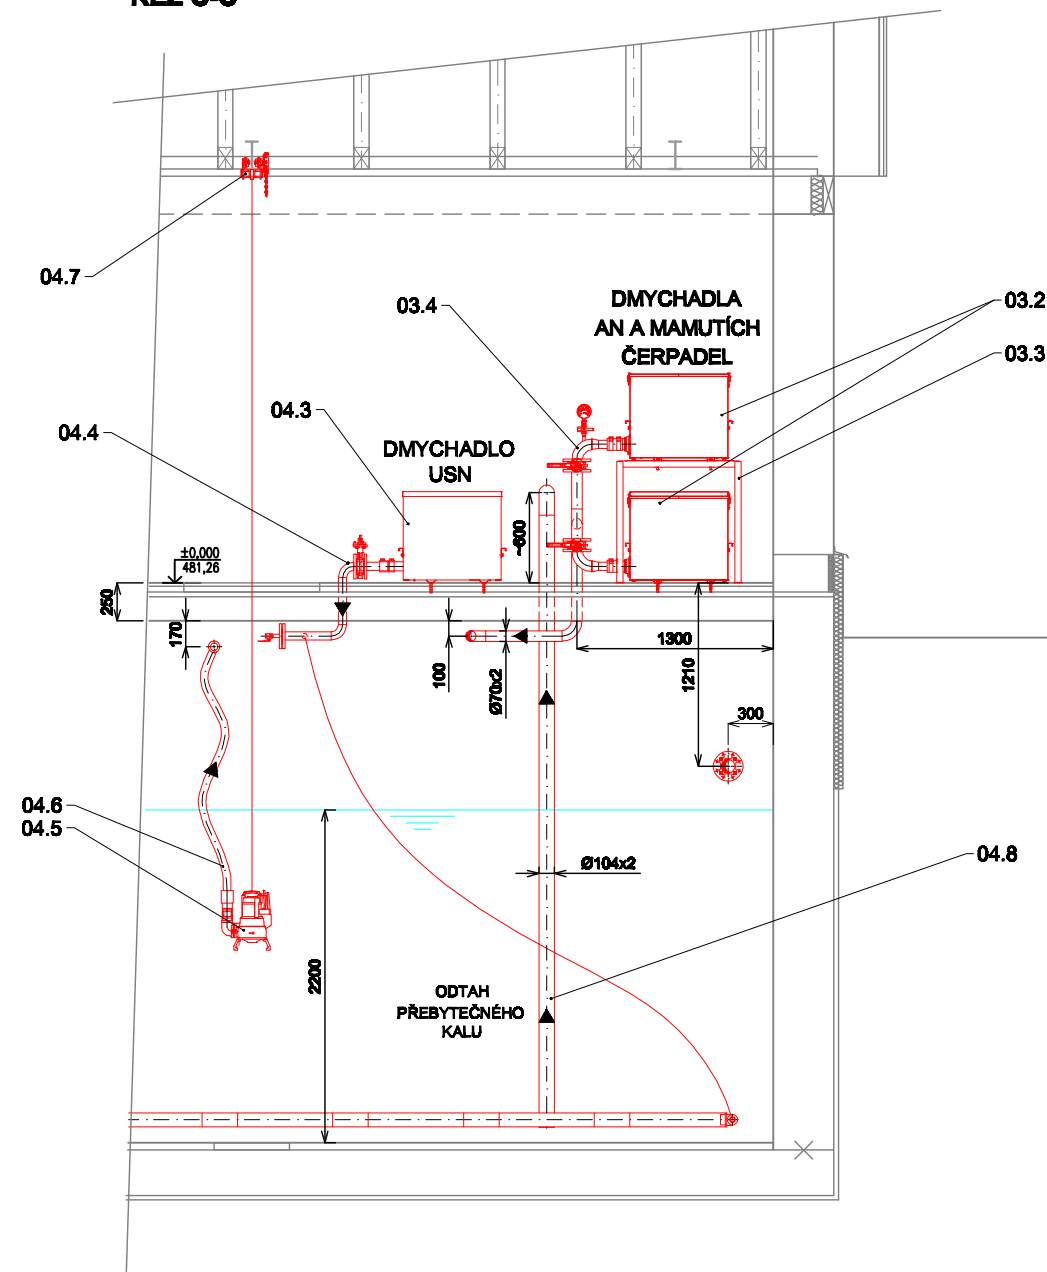 04.7
03.4
DMYCHADLA
AN A MAMUTÍCH
ČERPADEL
03.2
03.3
04.3
04.4
DMYCHADLO
USN
~600
±0,000
481,26
250
170
100
Ø70x2
1300
1210
300
04.6
04.5
Ø104x2
04.8
2200
ODTAH
PŘEBYTEČNÉHO
KALU